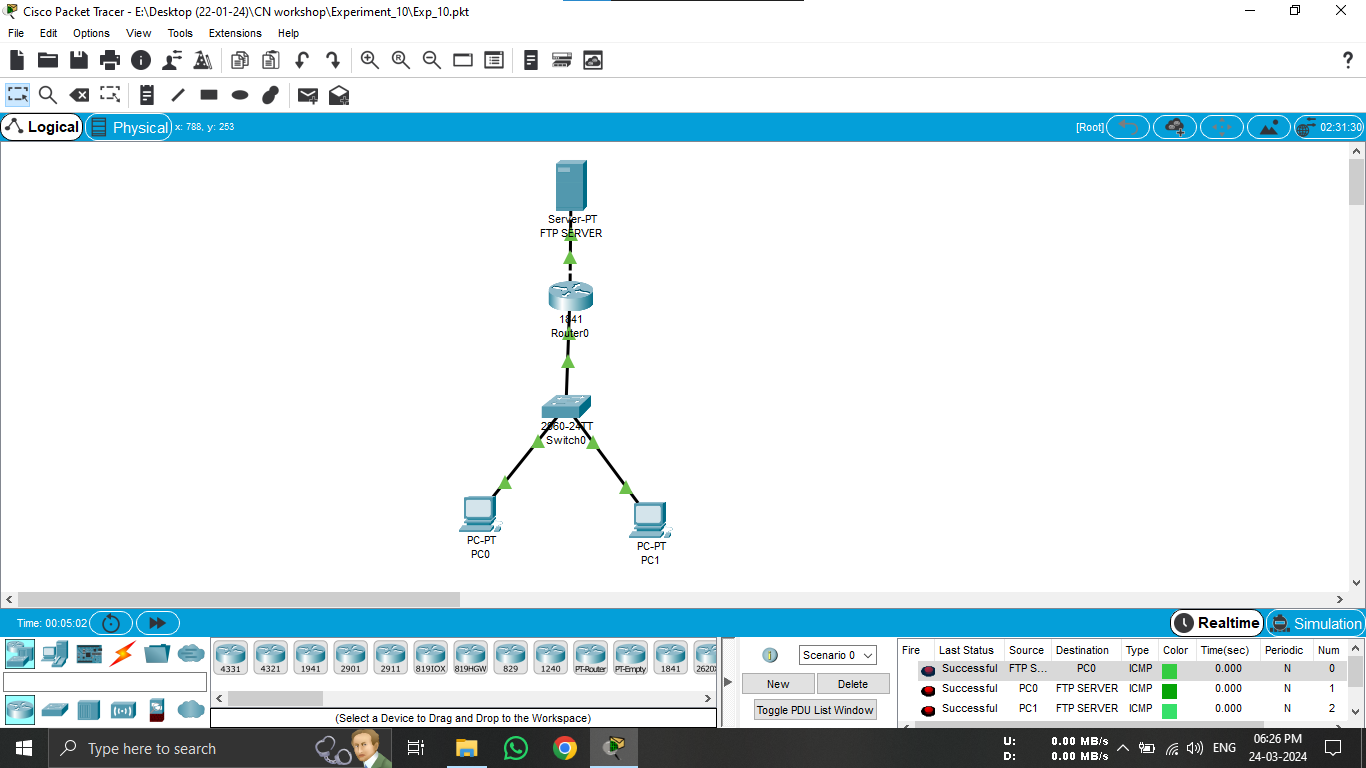 Cisco Packet Tracer - E:\Desktop (22-01-24)\CN workshop\Experiment_10\Exp_10.pkt
File Edit Options View Tools Extensions Help
?
Logical Physical x: 788, y: 253 [Root] 02:31:30
Server-PT
FTP SERVER
1841
Router0
2960-24TT
Switch0
PC-PT
PC0
PC-PT
PC1
Time: 00:05:02 Realtime Simulation
4331 4321 1941 2901 2911 819IOX 819HGW 829 1240 PT-Router PT-Empty 1841 2620X
(Select a Device to Drag and Drop to the Workspace)
Scenario 0
New Delete
Toggle PDU List Window
Fire Last Status Source Destination Type Color Time(sec) Periodic Num
Successful FTP S... PC0 ICMP 0.000 N 0
Successful PC0 FTP SERVER ICMP 0.000 N 1
Successful PC1 FTP SERVER ICMP 0.000 N 2
Type here to search
U: 0.00 MB/s
D: 0.00 MB/s
ENG
06:26 PM
24-03-2024